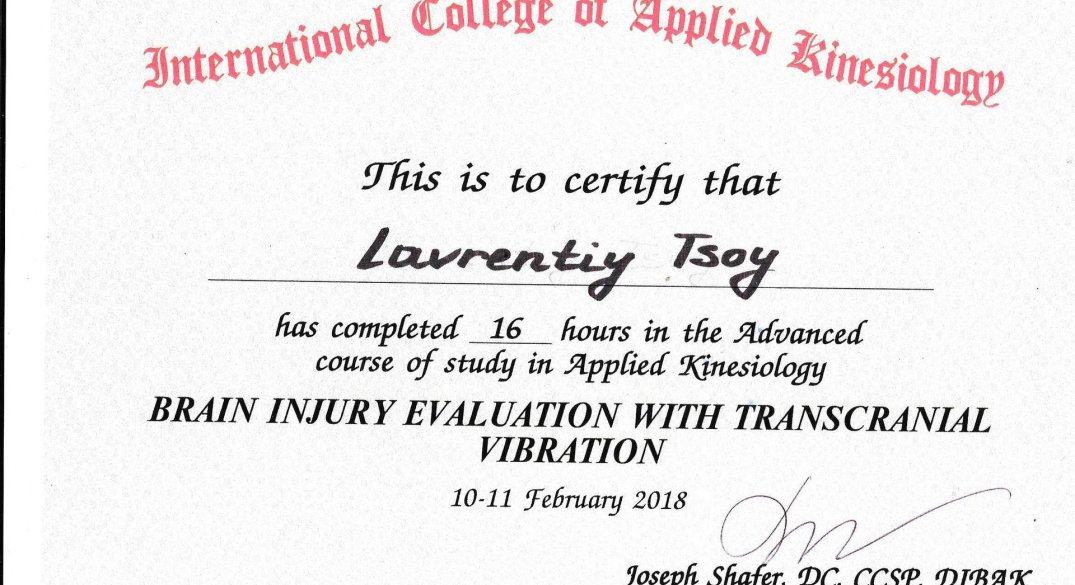 International College of Applied Kinesiology
This is to certify that
Lavrentiy Tsoy
has completed 16 hours in the Advanced
course of study in Applied Kinesiology
BRAIN INJURY EVALUATION WITH TRANSCRANIAL
VIBRATION
10-11 February 2018
Joseph Shafer, DC, CCSP, DIBAK